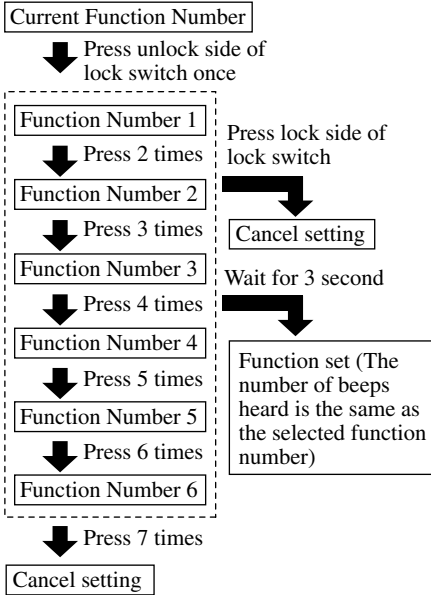 Current Function Number
Press unlock side of
lock switch once
Function Number 1
Press 2 times
Function Number 2
Press 3 times
Function Number 3
Press 4 times
Function Number 4
Press 5 times
Function Number 5
Press 6 times
Function Number 6
Press 7 times
Cancel setting
Press lock side of
lock switch
Cancel setting
Wait for 3 second
Function set (The
number of beeps
heard is the same as
the selected function
number)